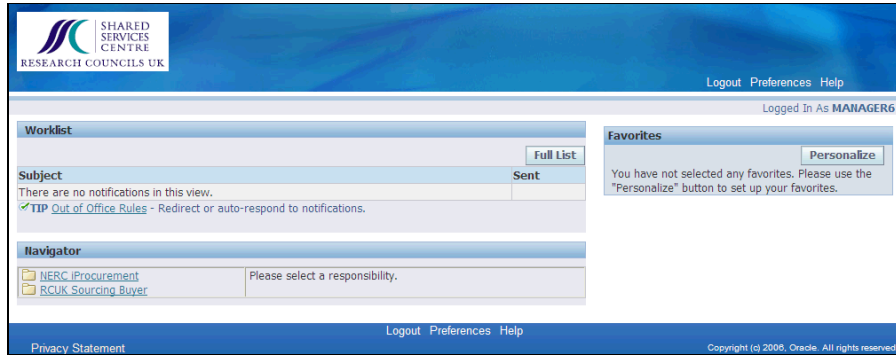 SHARED
SERVICES
CENTRE
RESEARCH COUNCILS UK
Logout Preferences Help
Logged In As MANAGER6
Worklist
Full List
Subject Sent
There are no notifications in this view.
TIP Out of Office Rules - Redirect or auto-respond to notifications.
Favorites
Personalize
You have not selected any favorites. Please use the
"Personalize" button to set up your favorites.
Navigator
NERC iProcurement
RCUK Sourcing Buyer
Please select a responsibility.
Logout Preferences Help
Privacy Statement
Copyright (c) 2006, Oracle. All rights reserved